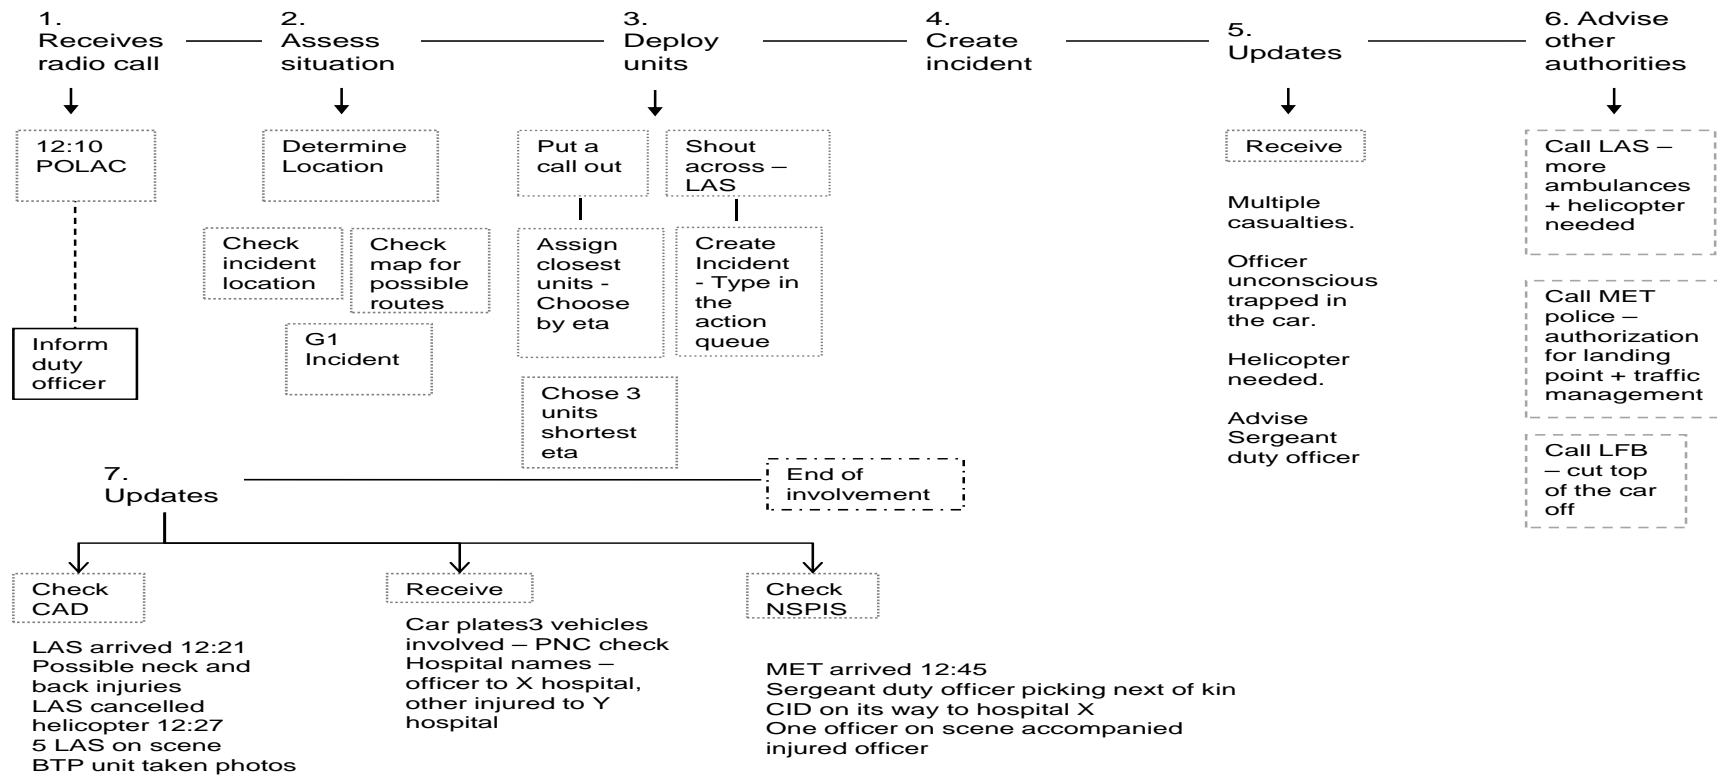 1.
Receives
radio call
2.
Assess
situation
3.
Deploy
units
4.
Create
incident
5.
Updates
6. Advise
other
authorities
12:10
POLAC
Inform
duty
officer
Determine
Location
Check
incident
location
Check
map for
possible
routes
G1
Incident
Put a
call out
Shout
across –
LAS
Assign
closest
units -
Choose
by eta
Create
Incident
- Type in
the
action
queue
Chose 3
units
shortest
eta
Receive
Multiple
casualties.
Officer
unconscious
trapped in
the car.
Helicopter
needed.
Advise
Sergeant
duty officer
Call LAS –
more
ambulances
+ helicopter
needed
Call MET
police –
authorization
for landing
point + traffic
management
Call LFB
– cut top
of the car
off
7.
Updates
End of
involvement
Check
CAD
LAS arrived 12:21
Possible neck and
back injuries
LAS cancelled
helicopter 12:27
5 LAS on scene
BTP unit taken photos
Receive
Car plates3 vehicles
involved – PNC check
Hospital names –
officer to X hospital,
other injured to Y
hospital
Check
NSPIS
MET arrived 12:45
Sergeant duty officer picking next of kin
CID on its way to hospital X
One officer on scene accompanied
injured officer